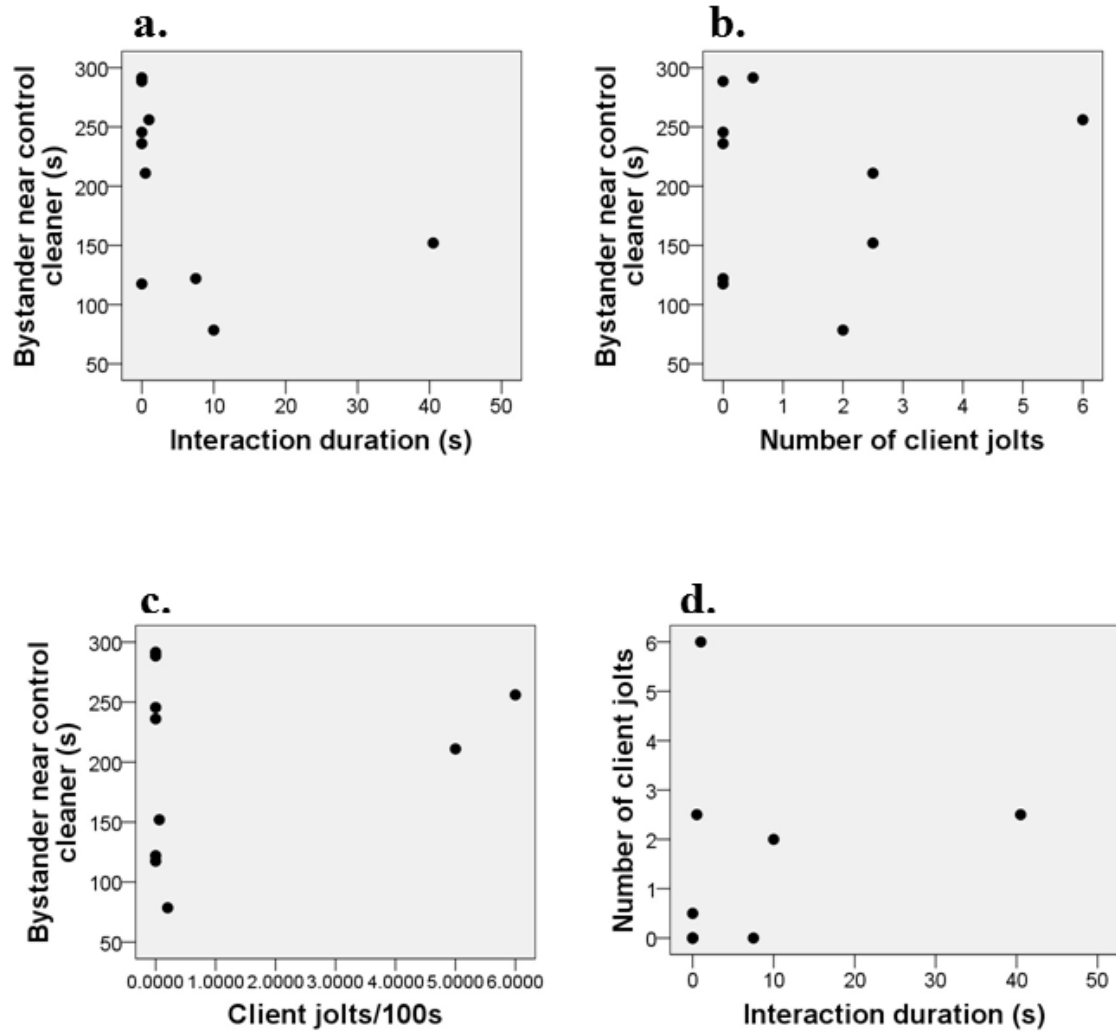 a.
Bystander near control
cleaner (s)
300
250
200
150
100
50
0 10 20 30 40 50
Interaction duration (s)
b.
Bystander near control
cleaner (s)
300
250
200
150
100
50
0 1 2 3 4 5 6
Number of client jolts
c.
Bystander near control
cleaner (s)
300
250
200
150
100
50
0.0000 1.0000 2.0000 3.0000 4.0000 5.0000 6.0000
Client jolts/100s
d.
Number of client jolts
6
5
4
3
2
1
0
0 10 20 30 40 50
Interaction duration (s)